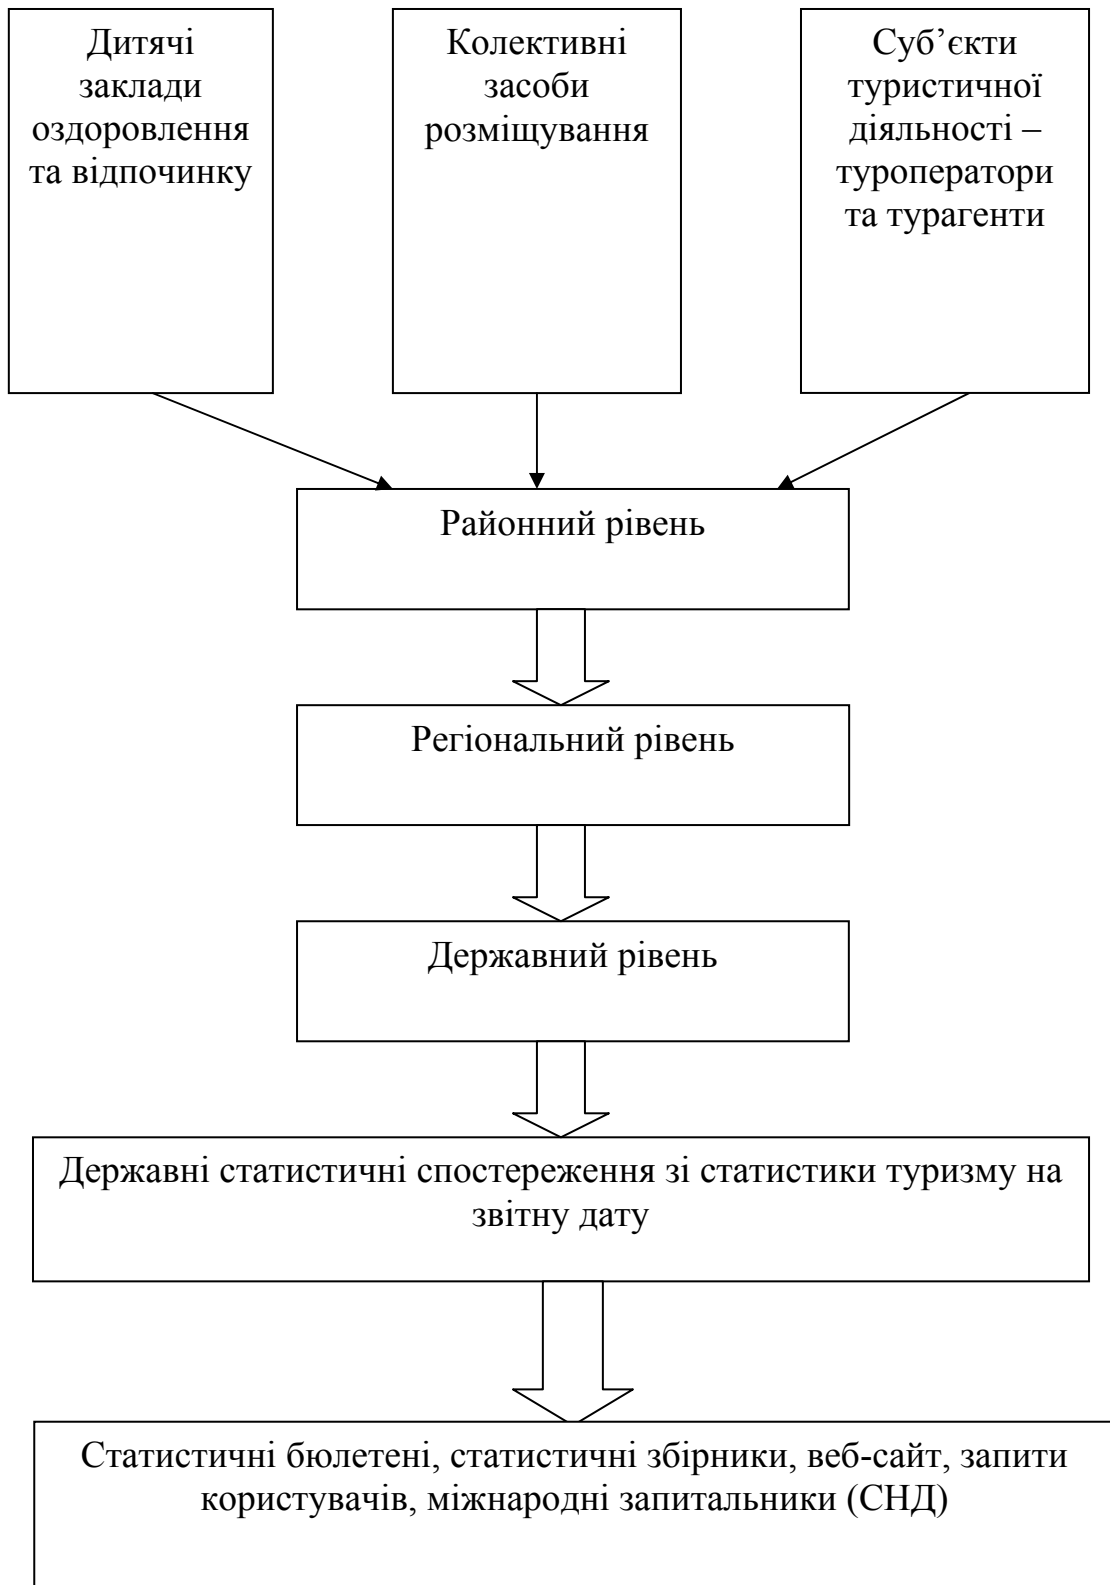 Дитячі
заклади
оздоровлення
та відпочинку
Колективні
засоби
розміщування
Суб’єкти
туристичної
діяльності –
туроператори
та турагенти
Районний рівень
Регіональний рівень
Державний рівень
Державні статистичні спостереження зі статистики туризму на
звітну дату
Статистичні бюлетені, статистичні збірники, веб-сайт, запити
користувачів, міжнародні запитальники (СНД)